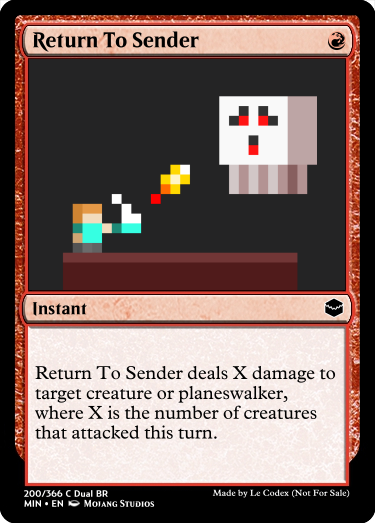 Return To Sender
Instant
Return To Sender deals X damage to
target creature or planeswalker,
where X is the number of creatures
that attacked this turn.
200/366 C Dual BR
Made by Le Codex (Not For Sale)
MIN • EN Mojang Studios